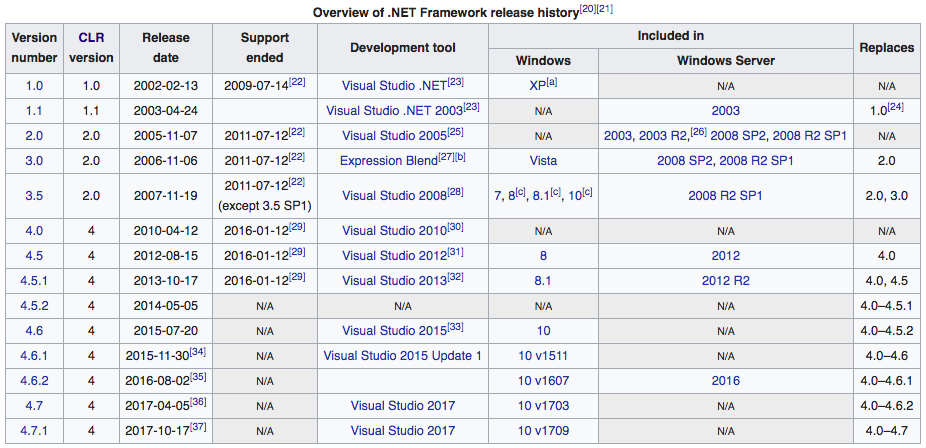 Overview of .NET Framework release history[20][21]
Version number CLR version Release date Support ended Development tool Included in Replaces
Windows Windows Server
1.0 1.0 2002-02-13 2009-07-14[22] Visual Studio .NET[23] XP[a] N/A N/A
1.1 1.1 2003-04-24 Visual Studio .NET 2003[23] N/A 2003 1.0[24]
2.0 2.0 2005-11-07 2011-07-12[22] Visual Studio 2005[25] N/A 2003, 2003 R2,[26] 2008 SP2, 2008 R2 SP1 N/A
3.0 2.0 2006-11-06 2011-07-12[22] Expression Blend[27][b] Vista 2008 SP2, 2008 R2 SP1 2.0
3.5 2.0 2007-11-19 2011-07-12[22] (except 3.5 SP1) Visual Studio 2008[28] 7, 8[c], 8.1[c], 10[c] 2008 R2 SP1 2.0, 3.0
4.0 4 2010-04-12 2016-01-12[29] Visual Studio 2010[30] N/A N/A N/A
4.5 4 2012-08-15 2016-01-12[29] Visual Studio 2012[31] 8 2012 4.0
4.5.1 4 2013-10-17 2016-01-12[29] Visual Studio 2013[32] 8.1 2012 R2 4.0, 4.5
4.5.2 4 2014-05-05 N/A N/A N/A N/A 4.0–4.5.1
4.6 4 2015-07-20 N/A Visual Studio 2015[33] 10 N/A 4.0–4.5.2
4.6.1 4 2015-11-30[34] N/A Visual Studio 2015 Update 1 10 v1511 N/A 4.0–4.6
4.6.2 4 2016-08-02[35] N/A 10 v1607 2016 4.0–4.6.1
4.7 4 2017-04-05[36] N/A Visual Studio 2017 10 v1703 N/A 4.0–4.6.2
4.7.1 4 2017-10-17[37] N/A Visual Studio 2017 10 v1709 N/A 4.0–4.7